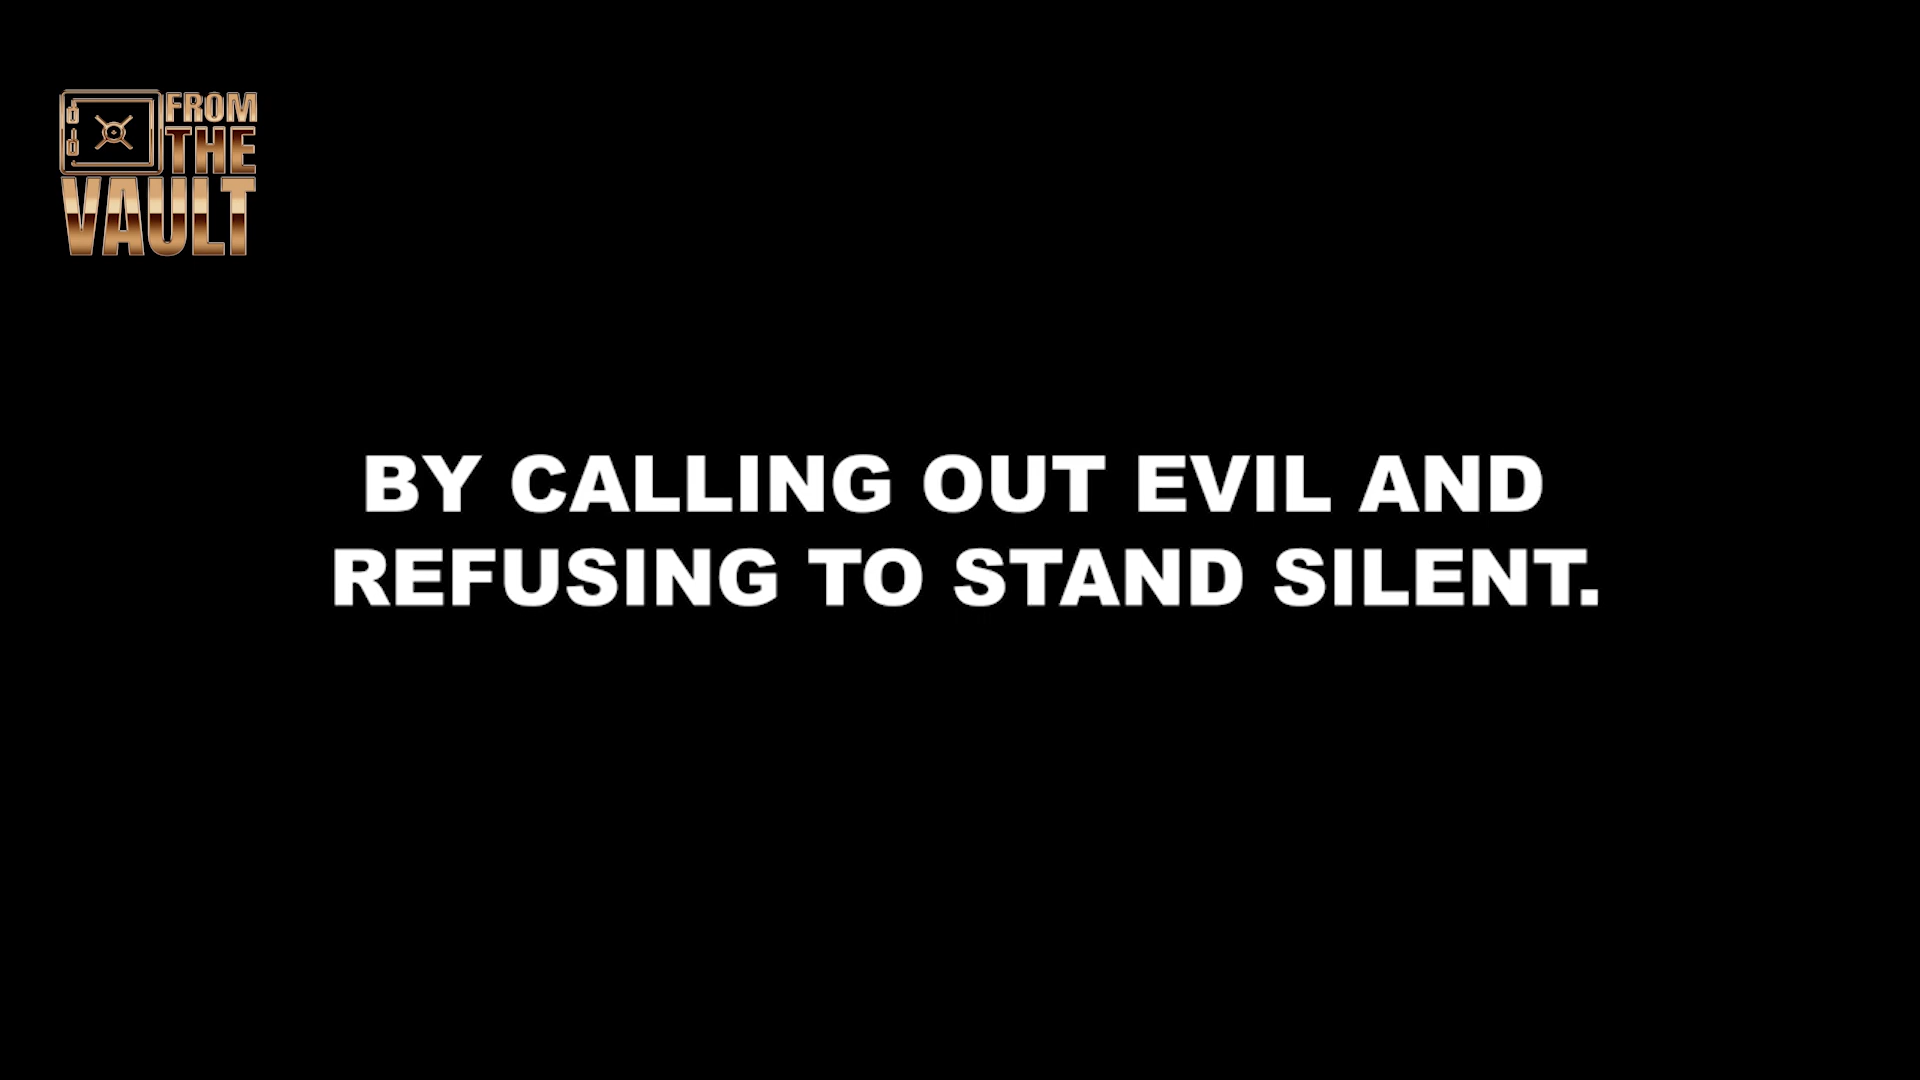 FROM
THE
VAULT
BY CALLING OUT EVIL AND
REFUSING TO STAND SILENT.